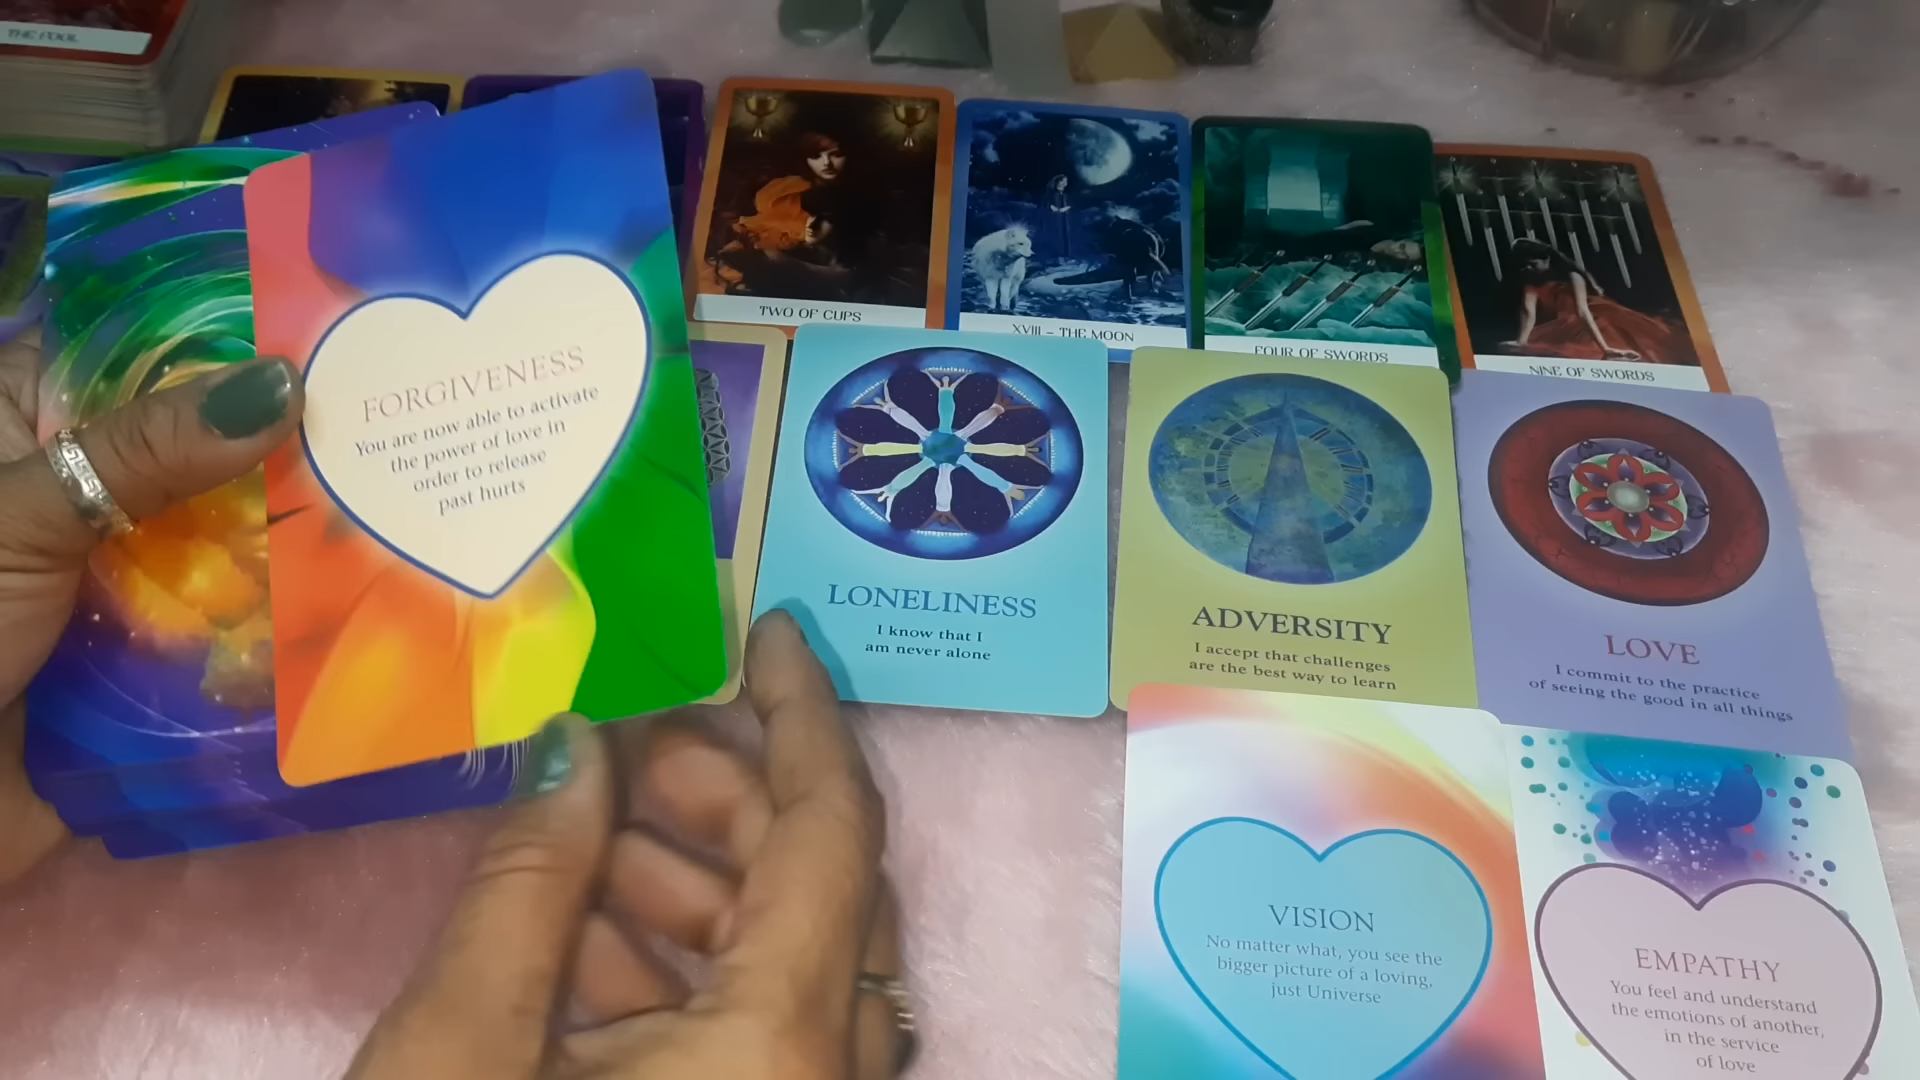 THE FOOL
TWO OF CUPS
XVIII – THE MOON
FOUR OF SWORDS
NINE OF SWORDS
FORGIVENESS
You are now able to activate
the power of love in
order to release
past hurts
LONELINESS
I know that I
am never alone
ADVERSITY
I accept that challenges
are the best way to learn
LOVE
I commit to the practice
of seeing the good in all things
VISION
No matter what, you see the
bigger picture of a loving,
just Universe
EMPATHY
You feel and understand
the emotions of another,
in the service
of love